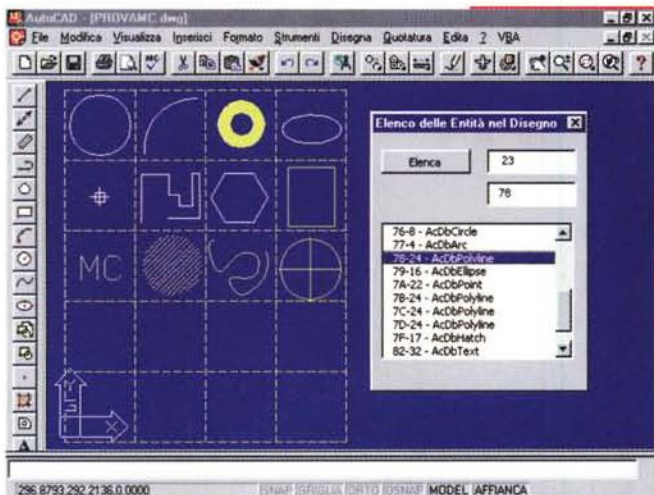 AutoCAD - [PROVAMC.dwg]
File Modifica Visualizza Inserisci Formato Strumenti Disegna Quotatura Edita ? VBA
Elenco delle Entità nel Disegno
Elenca
23
78
76-8 - AcDbCircle
77-4 - AcDbArc
78-24 - AcDbPolyline
79-16 - AcDbEllipse
7A-22 - AcDbPoint
7B-24 - AcDbPolyline
7C-24 - AcDbPolyline
7D-24 - AcDbPolyline
7F-17 - AcDbHatch
82-32 - AcDbText
MC
Y
X
A
296.8793,292.2136,0.0000
SNAP GRIGLIA ORTO OSNAP MODEL AFFIANCA